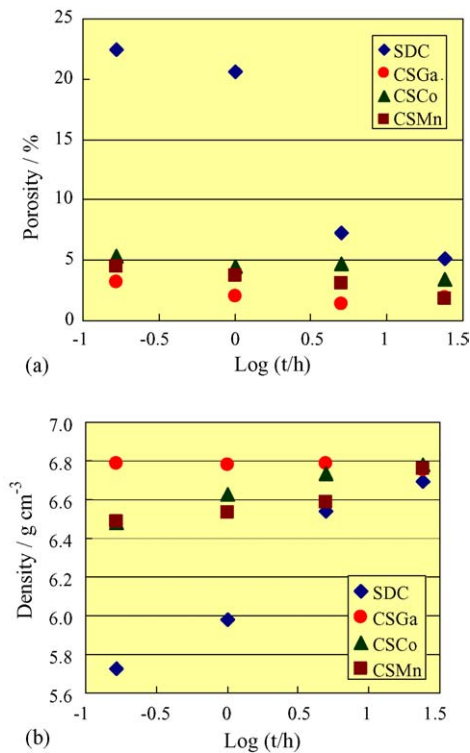 25
20
15
10
5
0
Porosity / %
SDC
CSGa.
CSCo
CSMn
-1 -0.5 0 0.5 1 1.5
Log (t/h)
(a)
7.0
6.8
6.6
6.4
6.2
6.0
5.8
5.6
Density / g cm⁻³
SDC
CSGa
CSCo
CSMn
-1 -0.5 0 0.5 1 1.5
Log (t/h)
(b)